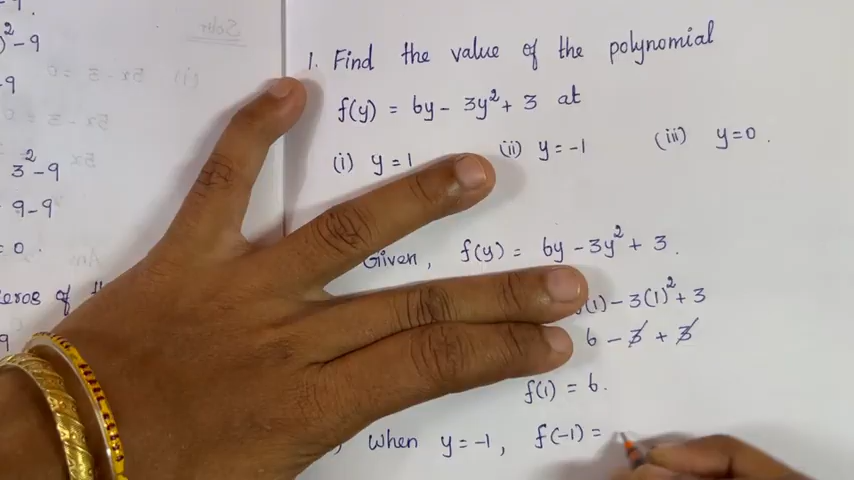 -9.
)² - 9
-9
3² - 9
9 - 9
= 0.
eros of
9
1. Find the value of the polynomial
f(y) = 6y - 3y² + 3 at
(i) y = 1 (ii) y = -1 (iii) y = 0.
Given, f(y) = 6y - 3y² + 3.
(1) - 3(1)² + 3
6 - 3 + 3
f(1) = 6.
when y = -1, f(-1) =